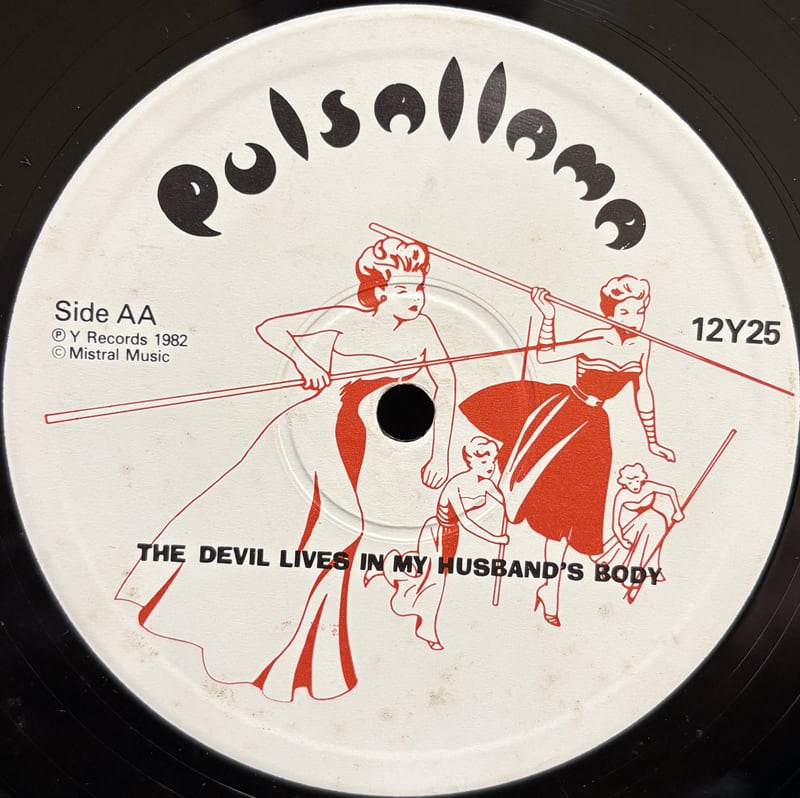 Pulsallama
Side AA
℗ Y Records 1982
© Mistral Music
12Y25
THE DEVIL LIVES IN MY HUSBAND'S BODY